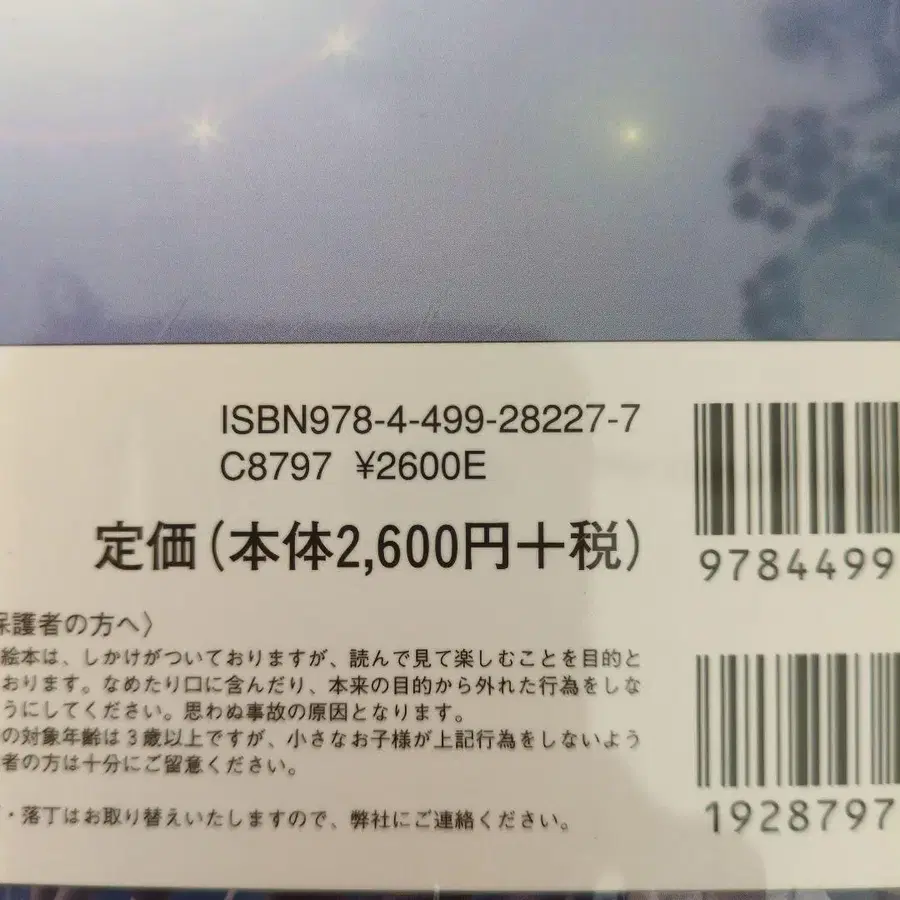 ISBN978-4-499-28227-7
C8797 ¥2600E
定価(本体2,600円+税)
9784499
保護者の方へ〉
絵本は、しかけがついておりますが、読んで見て楽しむことを目的と
おります。なめたり口に含んだり、本来の目的から外れた行為をしな
うにしてください。思わぬ事故の原因となります。
の対象年齢は3歳以上ですが、小さなお子様が上記行為をしないよう
者の方は十分にご留意ください。
・落丁はお取り替えいたしますので、弊社にご連絡ください。
1928797